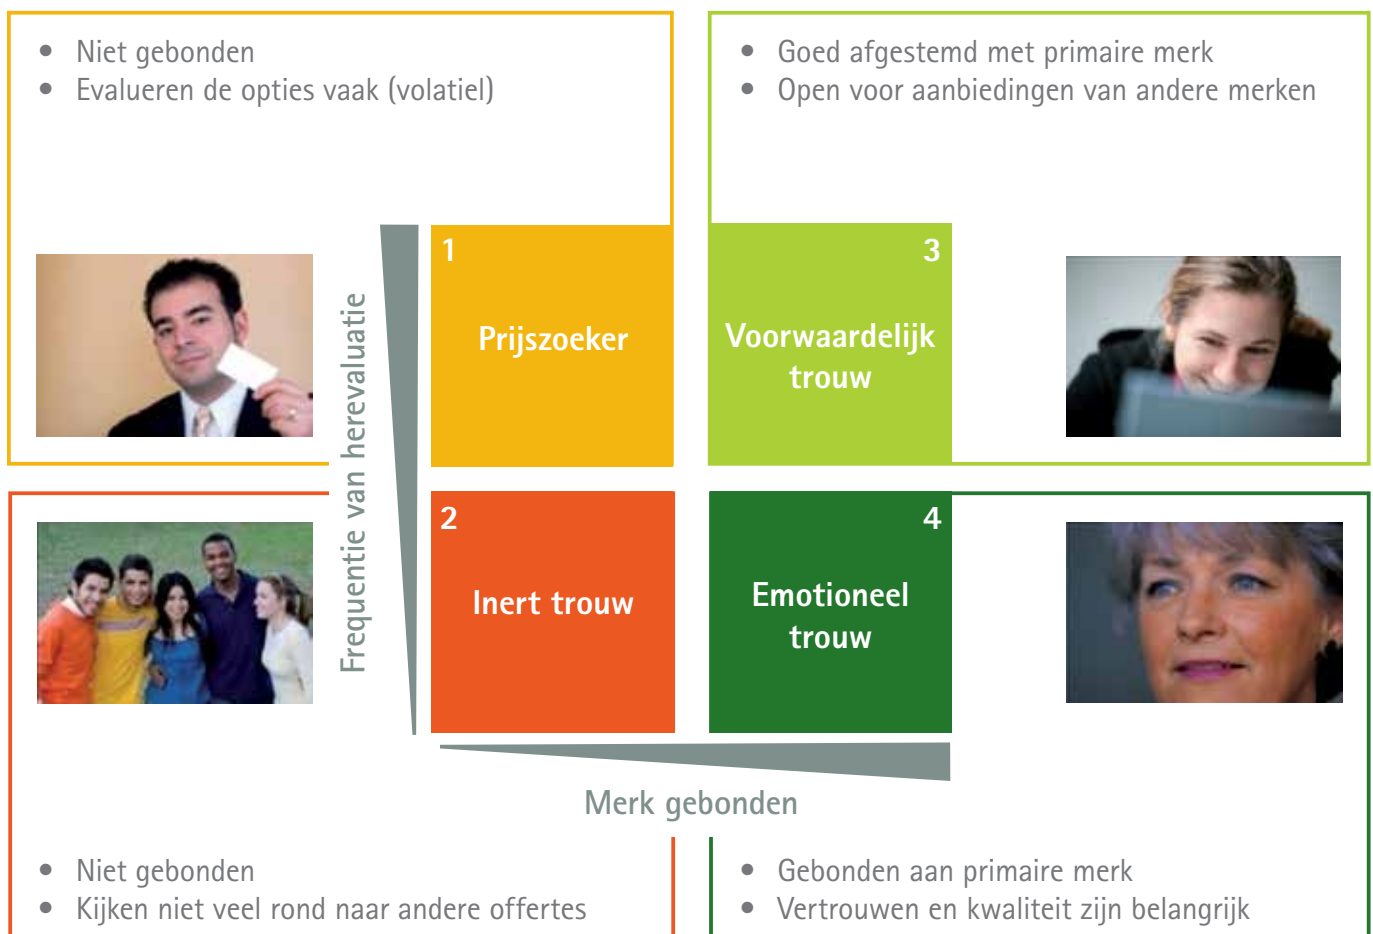 • Niet gebonden
• Evalueren de opties vaak (volatiel)
• Goed afgestemd met primaire merk
• Open voor aanbiedingen van andere merken
Frequentie van herevaluatie
1
Prijszoeker
3
Voorwaardelijk
trouw
2
Inert trouw
4
Emotioneel
trouw
Merk gebonden
• Niet gebonden
• Kijken niet veel rond naar andere offertes
• Gebonden aan primaire merk
• Vertrouwen en kwaliteit zijn belangrijk